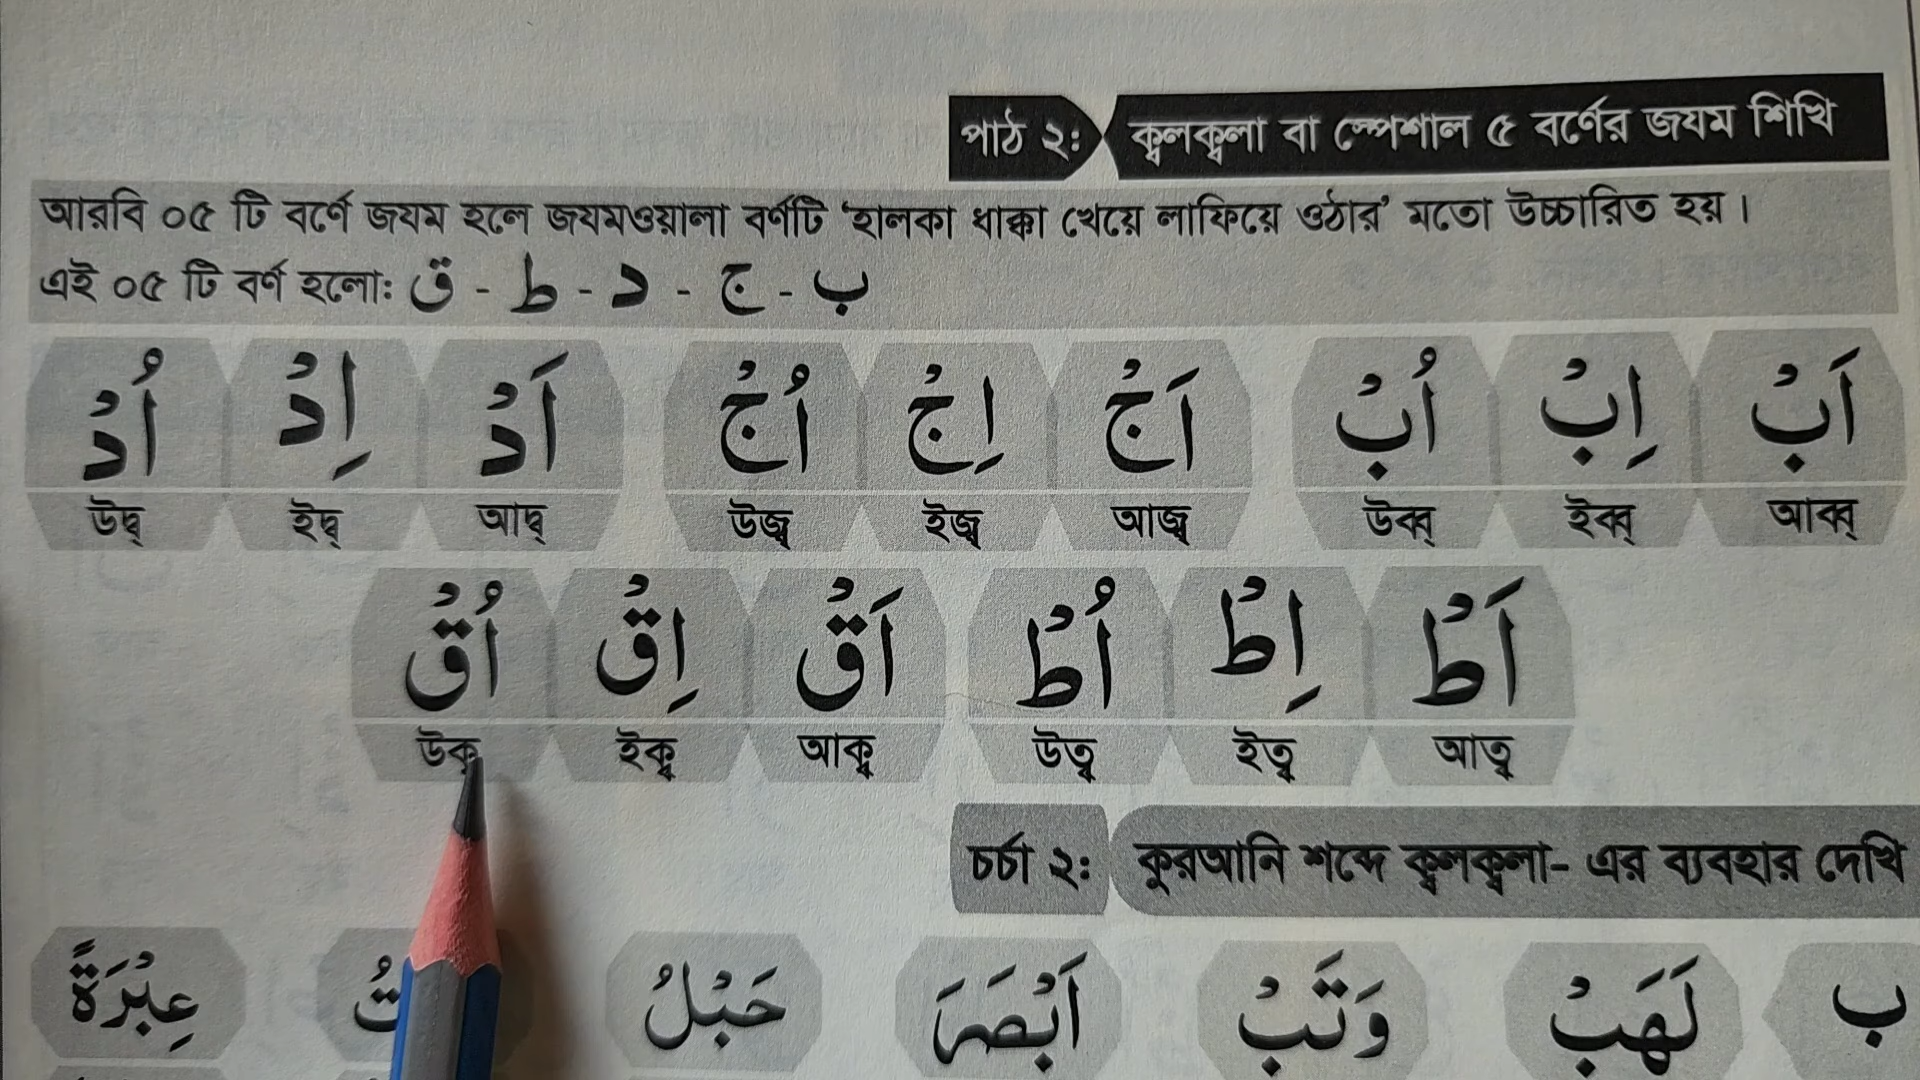 পাঠ ২: ক্বলক্বলা বা স্পেশাল ৫ বর্ণের জযম শিখি
আরবি ০৫ টি বর্ণে জযম হলে জযমওয়ালা বর্ণটি ‘হালকা ধাক্কা খেয়ে লাফিয়ে ওঠার’ মতো উচ্চারিত হয়।
এই ০৫ টি বর্ণ হলো: ق - ط - د - ج - ب
اَبْ اِبْ اُبْ اَجْ اِجْ اُجْ اَدْ اِدْ اُدْ
উদ্ব্ ইদ্ব্ আদ্ব্ উজ্ব ইজ্ব আজ্ব উব্ব্ ইব্ব্ আব্ব্
اَطْ اِطْ اُطْ اَقْ اِقْ اُقْ
উক্ব ইক্ব আক্ব উত্ব ইত্ব আত্ব
চর্চা ২: কুরআনি শব্দে ক্বলক্বলা- এর ব্যবহার দেখি
ب لَهَبْ وَتَبْ اَبْصَرَ حَبْلُ عِبْرَةً